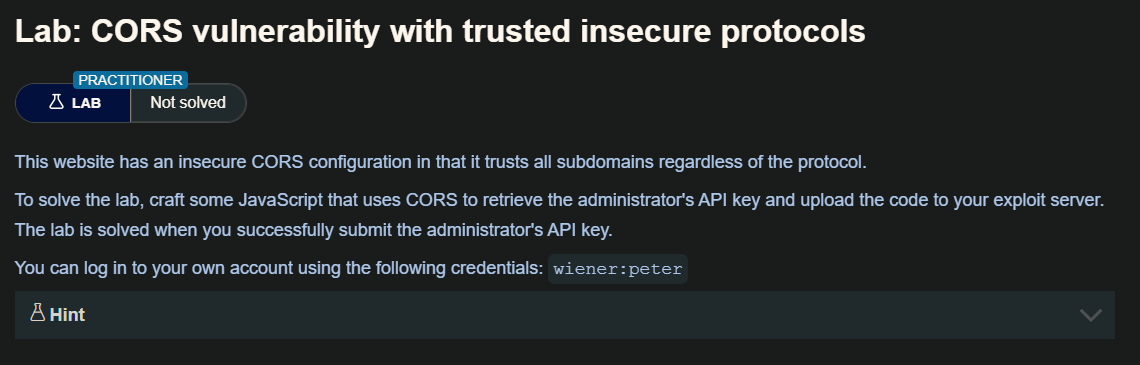 Lab: CORS vulnerability with trusted insecure protocols
PRACTITIONER
LAB
Not solved
This website has an insecure CORS configuration in that it trusts all subdomains regardless of the protocol.
To solve the lab, craft some JavaScript that uses CORS to retrieve the administrator's API key and upload the code to your exploit server.
The lab is solved when you successfully submit the administrator's API key.
You can log in to your own account using the following credentials: wiener:peter
Hint